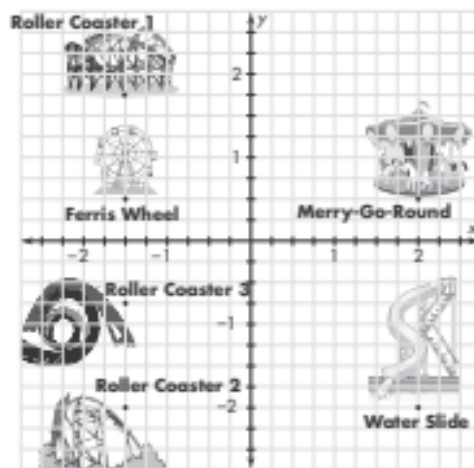 Roller Coaster 1
y
2
1
Ferris Wheel
Merry-Go-Round
x
−2
−1
1
2
Roller Coaster 3
−1
Roller Coaster 2
−2
Water Slide